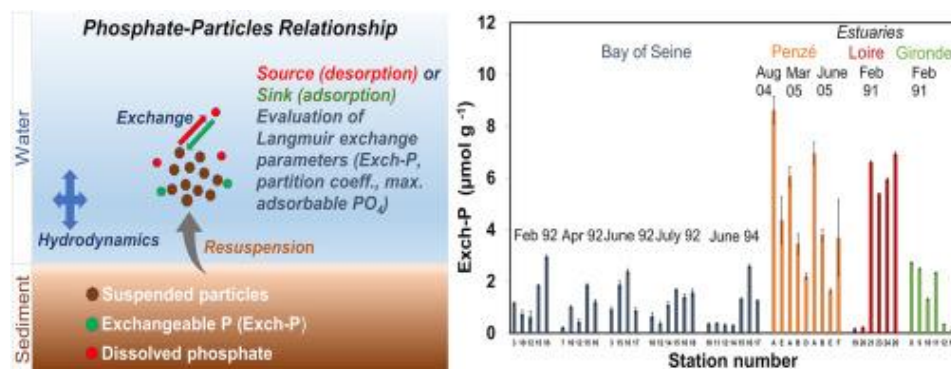 Phosphate-Particles Relationship
Water
Source (desorption) or
Sink (adsorption)
Exchange
Evaluation of
Langmuir exchange
parameters (Exch-P,
partition coeff., max.
adsorbable PO₄)
Hydrodynamics
Resuspension
Sediment
Suspended particles
Exchangeable P (Exch-P)
Dissolved phosphate
Exch-P (µmol g⁻¹)
12
10
8
6
4
2
0
Estuaries
Bay of Seine
Penzé
Loire
Gironde
Aug
04
Mar
05
June
05
Feb
91
Feb
91
Feb 92
Apr 92
June 92
July 92
June 94
Station number